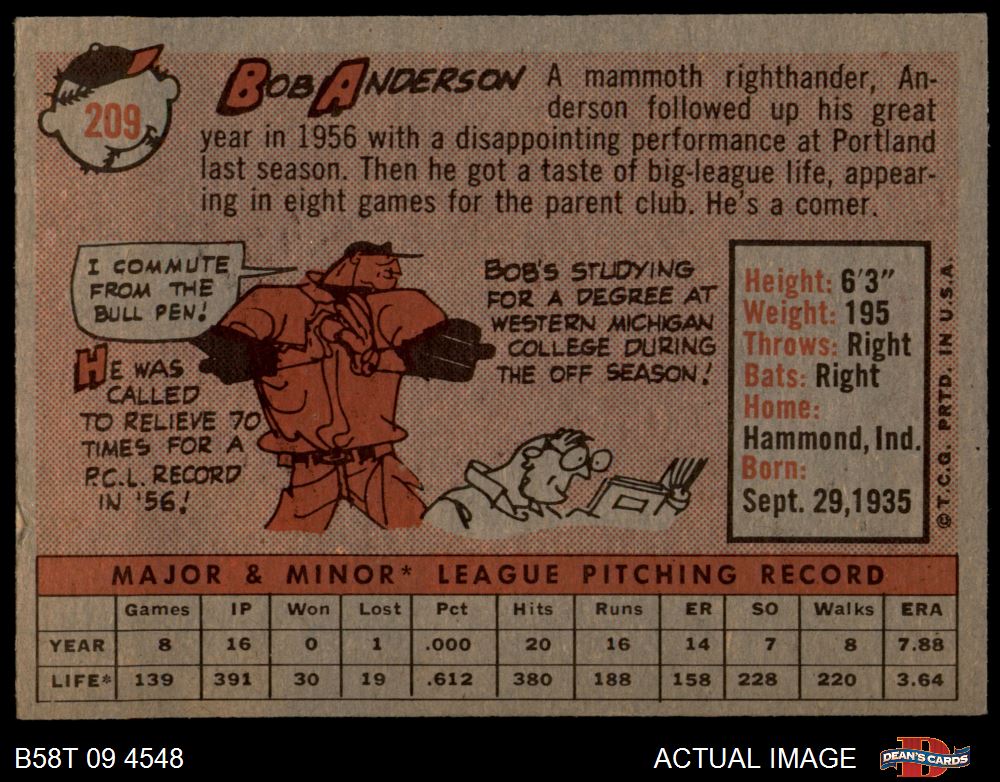 209
BOB ANDERSON A mammoth righthander, An-
derson followed up his great
year in 1956 with a disappointing performance at Portland
last season. Then he got a taste of big-league life, appear-
ing in eight games for the parent club. He's a comer.
I COMMUTE
FROM THE
BULL PEN!
HE WAS
CALLED
TO RELIEVE 70
TIMES FOR A
P.C.L. RECORD
IN '56!
BOB'S STUDYING
FOR A DEGREE AT
WESTERN MICHIGAN
COLLEGE DURING
THE OFF SEASON!
Height: 6'3"
Weight: 195
Throws: Right
Bats: Right
Home:
Hammond, Ind.
Born:
Sept. 29, 1935
© T.C.G. PRTD. IN U.S.A.
MAJOR & MINOR* LEAGUE PITCHING RECORD
Games IP Won Lost Pct Hits Runs ER SO Walks ERA
YEAR 8 16 0 1 .000 20 16 14 7 8 7.88
LIFE* 139 391 30 19 .612 380 188 158 228 220 3.64
B58T 09 4548
ACTUAL IMAGE
D DEAN'S CARDS